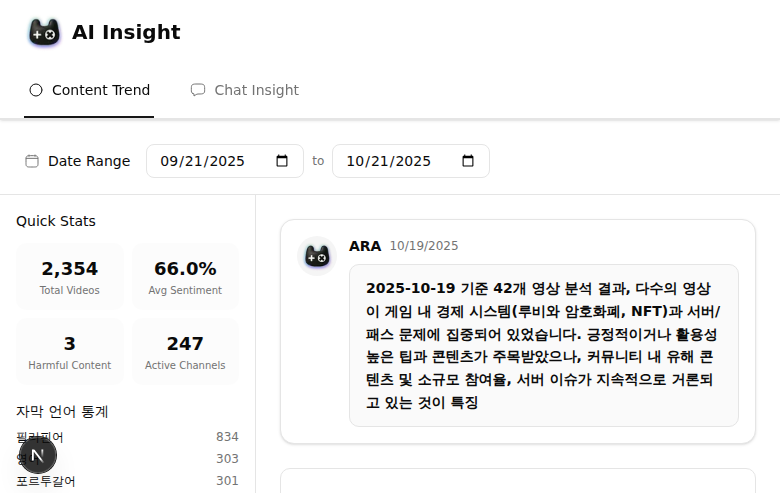 AI Insight
Content Trend
Chat Insight
Date Range
09/21/2025
to
10/21/2025
Quick Stats
2,354
66.0%
Total Videos
Avg Sentiment
3
247
Harmful Content
Active Channels
자막 언어 통계
필리핀어 834
303
포르투갈어 301
ARA 10/19/2025
2025-10-19 기준 42개 영상 분석 결과, 다수의 영상
이 게임 내 경제 시스템(루비와 암호화폐, NFT)과 서버/
패스 문제에 집중되어 있었습니다. 긍정적이거나 활용성
높은 팁과 콘텐츠가 주목받았으나, 커뮤니티 내 유해 콘
텐츠 및 소규모 참여율, 서버 이슈가 지속적으로 거론되
고 있는 것이 특징
N